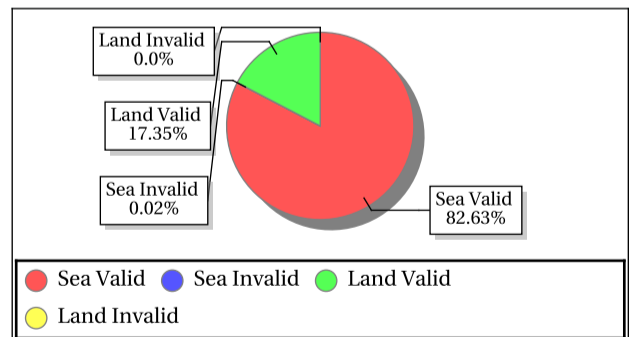 Land Invalid
0.0%
Land Valid
17.35%
Sea Invalid
0.02%
Sea Valid
82.63%
Sea Valid Sea Invalid Land Valid
Land Invalid